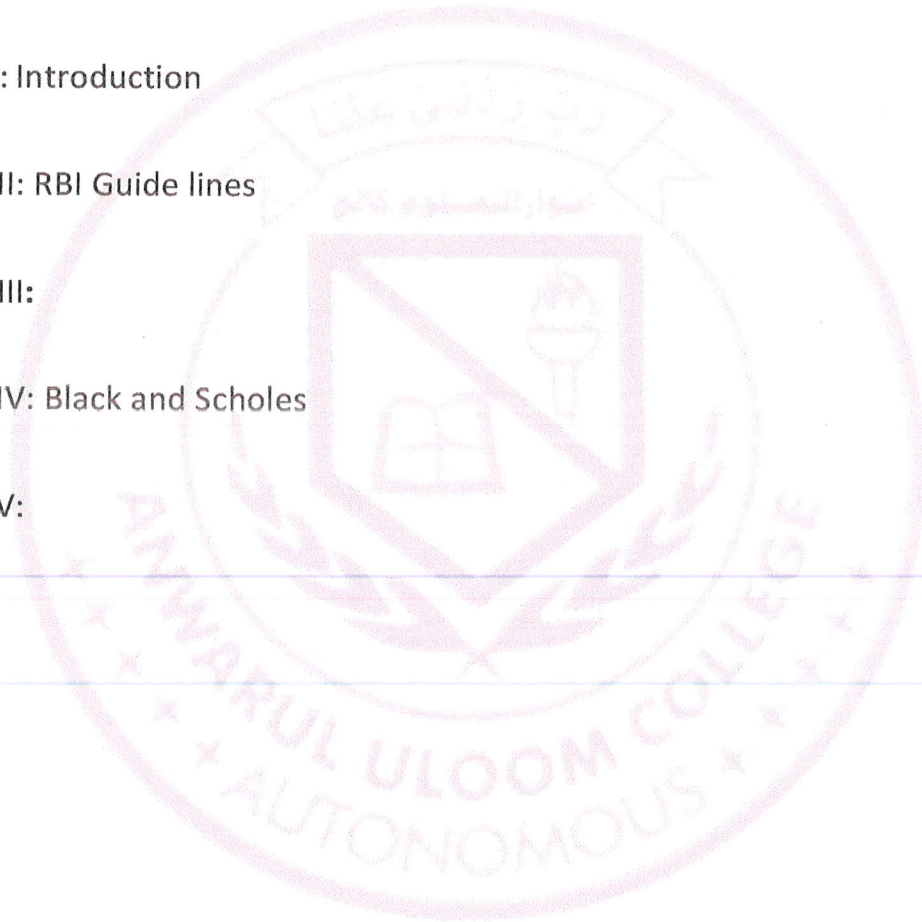 : Introduction
II: RBI Guide lines
III:
IV: Black and Scholes
V:
ANWARUL ULOOM COLLEGE
AUTONOMOUS